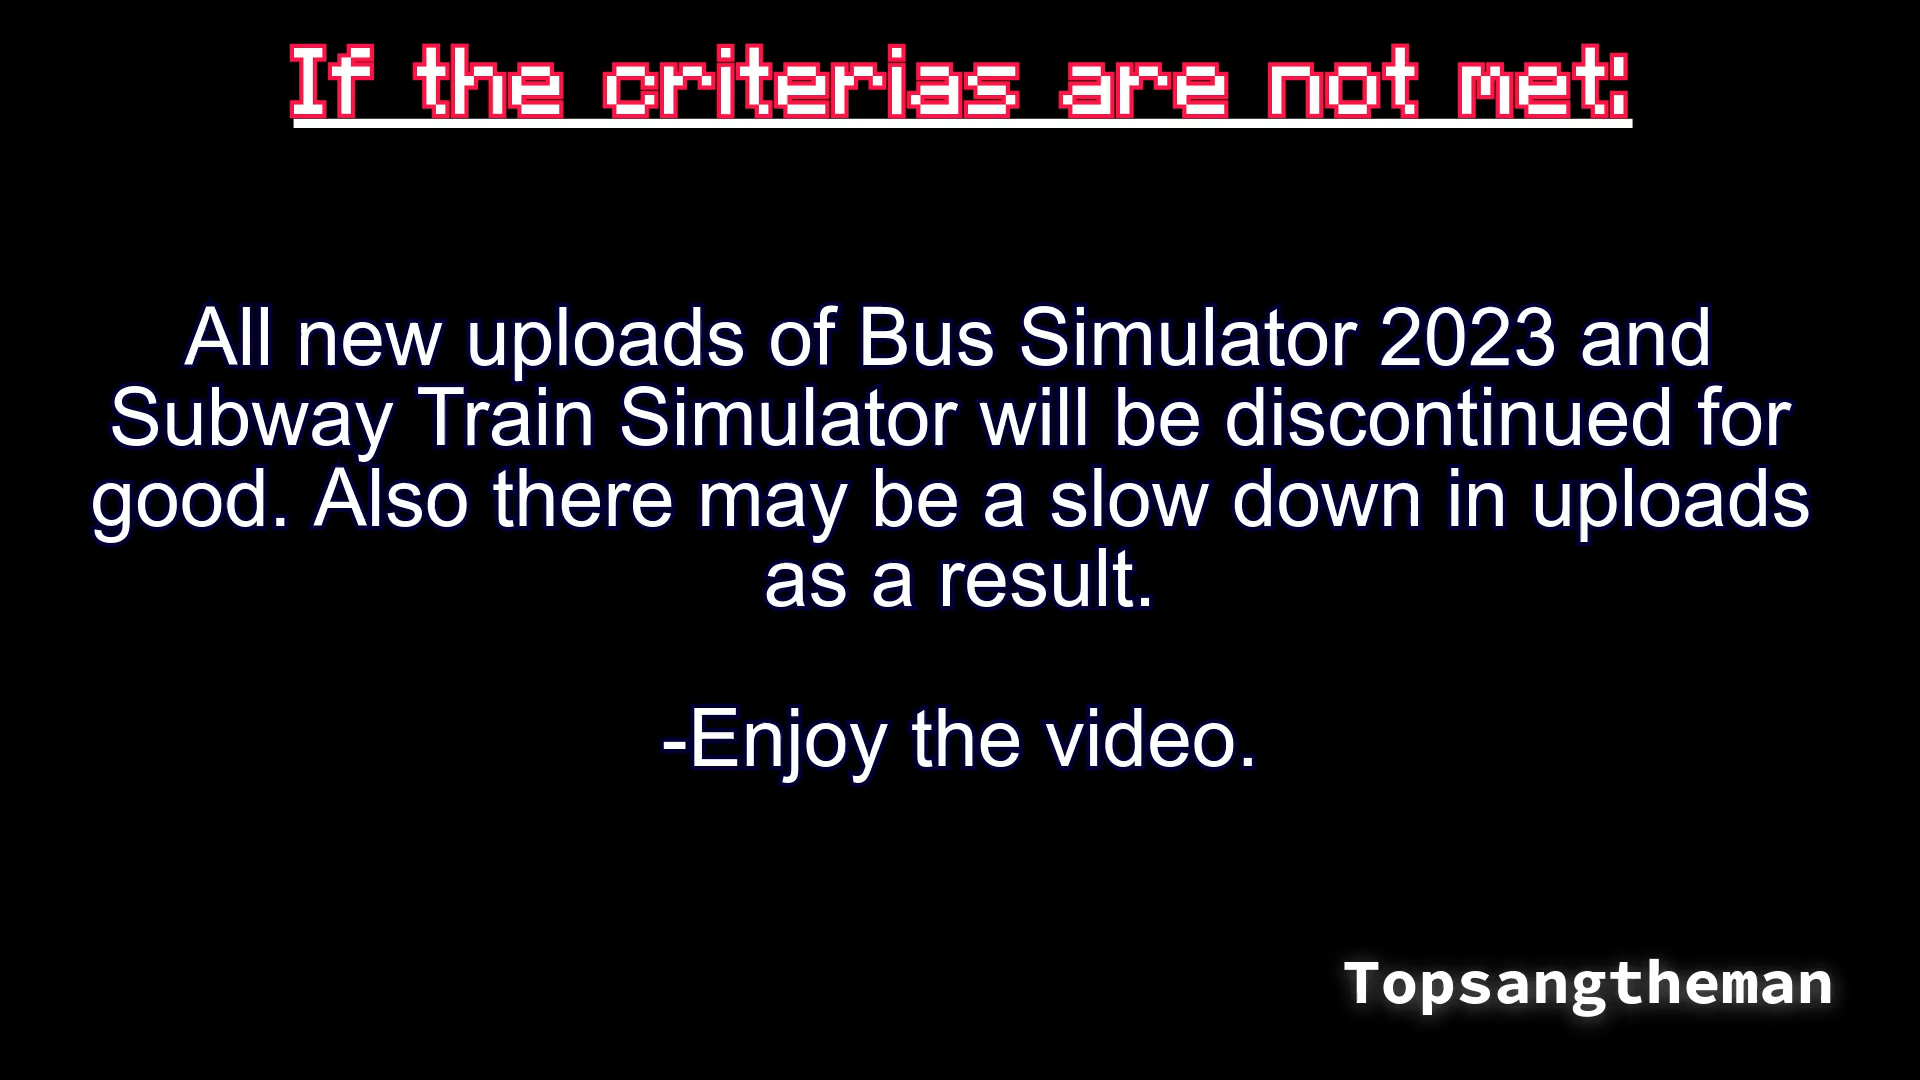 If the criterias are not met:
All new uploads of Bus Simulator 2023 and
Subway Train Simulator will be discontinued for
good. Also there may be a slow down in uploads
as a result.
-Enjoy the video.
Topsangtheman